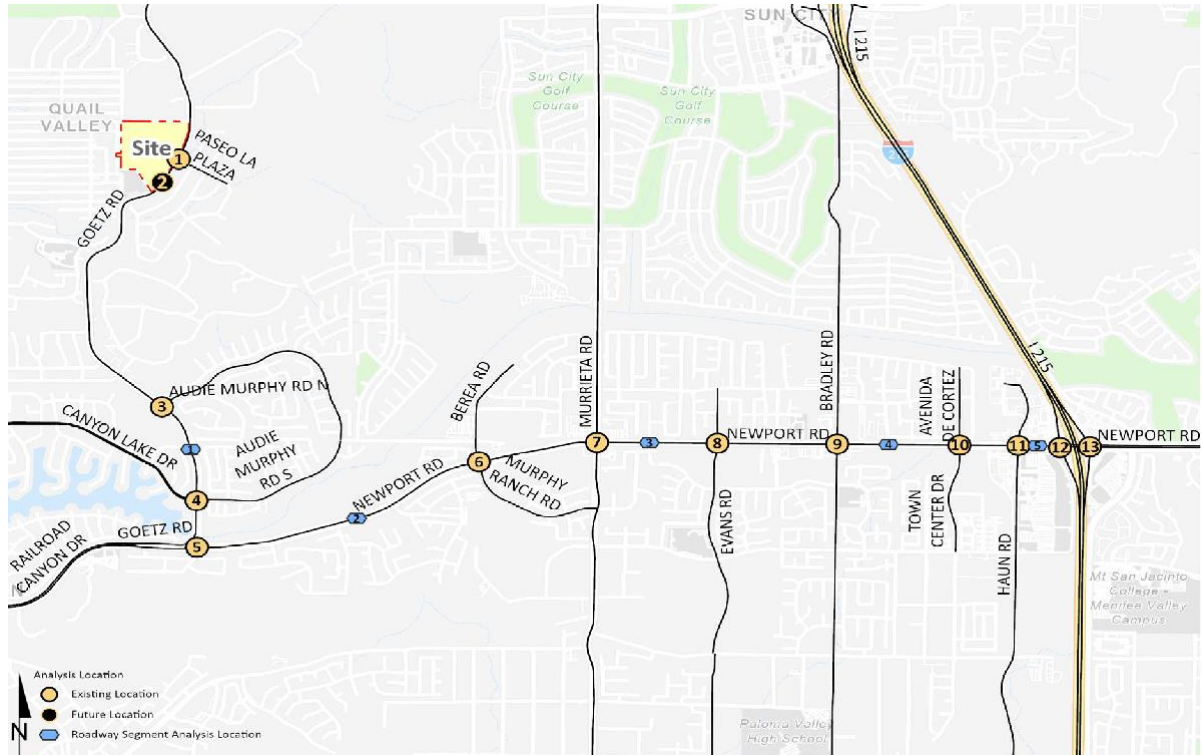 SUN CITY
I 215
Sun City
Golf
Course
Sun City
Golf
Course
QUAIL
VALLEY
Site
1
PASEO LA
PLAZA
2
GOETZ RD
I 215
BRADLEY RD
MURRIETA RD
BEREA RD
AVENIDA
DE CORTEZ
3
AUDIE MURPHY RD N
CANYON LAKE DR
1
AUDIE
MURPHY
RD S
4
GOETZ RD
5
RAILROAD
CANYON DR
2
NEWPORT RD
6
MURPHY
RANCH RD
7
3
8
NEWPORT RD
9
4
10
11
5
12
13
NEWPORT RD
EVANS RD
TOWN
CENTER DR
HAUN RD
Mt San Jacinto
College -
Menifee Valley
Campus
Paloma Valley
High School
Analysis Location
Existing Location
Future Location
Roadway Segment Analysis Location
N